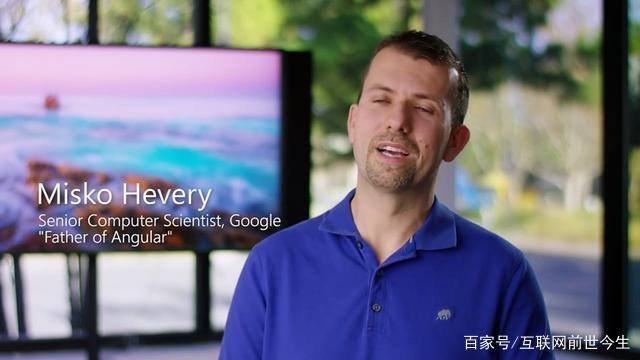 Misko Hevery
Senior Computer Scientist, Google
"Father of Angular"
百家号/互联网前世今生